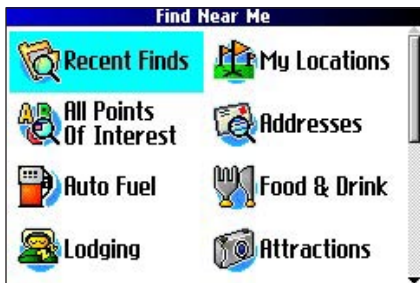 Find Near Me
Recent Finds
My Locations
All Points
Of Interest
Addresses
Auto Fuel
Food & Drink
Lodging
Attractions